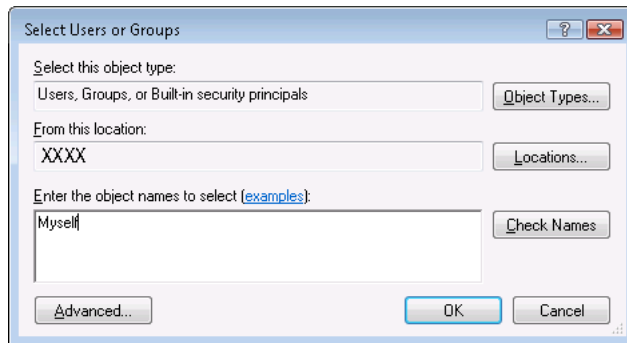 Select Users or Groups
Select this object type:
Users, Groups, or Built-in security principals
Object Types...
From this location:
XXXX
Locations...
Enter the object names to select (examples):
Myself
Check Names
Advanced...
OK
Cancel